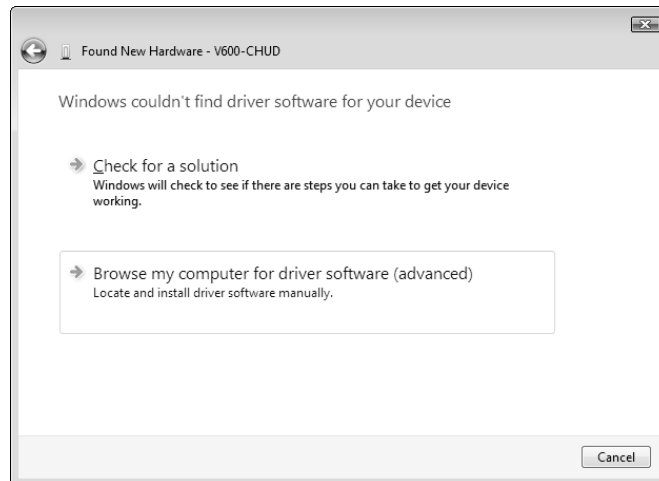 Found New Hardware - V600-CHUD
Windows couldn't find driver software for your device
Check for a solution
Windows will check to see if there are steps you can take to get your device
working.
Browse my computer for driver software (advanced)
Locate and install driver software manually.
Cancel